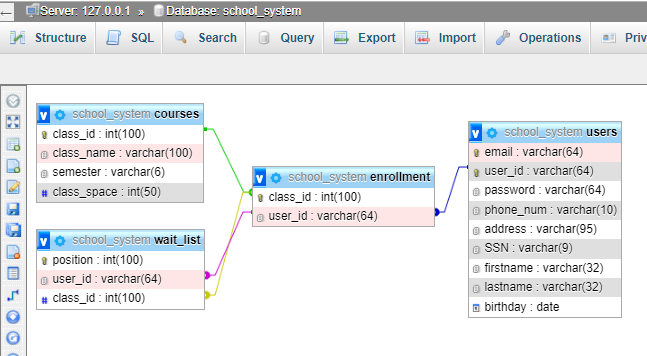 Server: 127.0.0.1 » Database: school_system
Structure SQL Search Query Export Import Operations Priv
v school_system courses
class_id : int(100)
class_name : varchar(100)
semester : varchar(6)
# class_space : int(50)
v school_system wait_list
position : int(100)
user_id : varchar(64)
# class_id : int(100)
v school_system enrollment
class_id : int(100)
user_id : varchar(64)
v school_system users
email : varchar(64)
user_id : varchar(64)
password : varchar(64)
phone_num : varchar(10)
address : varchar(95)
SSN : varchar(9)
firstname : varchar(32)
lastname : varchar(32)
birthday : date